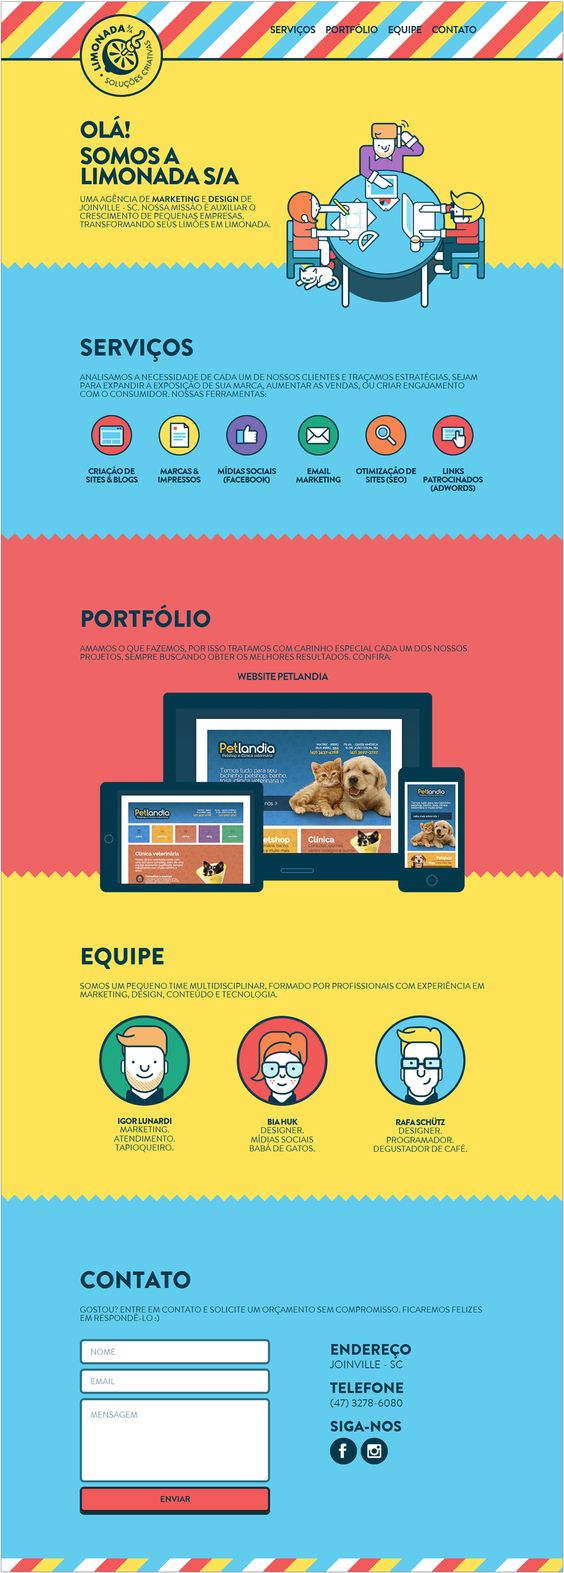 LIMONADA S/A
SOLUÇÕES CRIATIVAS
SERVIÇOS PORTFÓLIO EQUIPE CONTATO
OLÁ!
SOMOS A
LIMONADA S/A
UMA AGÊNCIA DE MARKETING E DESIGN DE
JOINVILLE - SC. NOSSA MISSÃO É AUXILIAR O
CRESCIMENTO DE PEQUENAS EMPRESAS,
TRANSFORMANDO SEUS LIMÕES EM LIMONADA.
SERVIÇOS
ANALISAMOS A NECESSIDADE DE CADA UM DE NOSSOS CLIENTES E TRAÇAMOS ESTRATÉGIAS, SEJAM
PARA EXPANDIR A EXPOSIÇÃO DE SUA MARCA, AUMENTAR AS VENDAS, OU CRIAR ENGAJAMENTO
COM O CONSUMIDOR. NOSSAS FERRAMENTAS:
CRIAÇÃO DE
SITES & BLOGS
MARCAS &
IMPRESSOS
MÍDIAS SOCIAIS
(FACEBOOK)
EMAIL
MARKETING
OTIMIZAÇÃO DE
SITES (SEO)
LINKS
PATROCINADOS
(ADWORDS)
PORTFÓLIO
AMAMOS O QUE FAZEMOS, POR ISSO TRATAMOS COM CARINHO ESPECIAL CADA UM DOS NOSSOS
PROJETOS, SEMPRE BUSCANDO OBTER OS MELHORES RESULTADOS. CONFIRA:
WEBSITE PETLANDIA
Petlandia
Petshop e Clínica veterinária
Temos tudo para seu
bichinho: petshop, banho,
tosa, clínica veterinária e
nós >
petshop
Clínica
Petlandia
Clínica veterinária
Petlandia
Petshop
EQUIPE
SOMOS UM PEQUENO TIME MULTIDISCIPLINAR, FORMADO POR PROFISSIONAIS COM EXPERIÊNCIA EM
MARKETING, DESIGN, CONTEÚDO E TECNOLOGIA.
IGOR LUNARDI
MARKETING.
ATENDIMENTO.
TAPIOQUEIRO.
BIA HUK
DESIGNER.
MÍDIAS SOCIAIS
BABÁ DE GATOS.
RAFA SCHÜTZ
DESIGNER.
PROGRAMADOR.
DEGUSTADOR DE CAFÉ.
CONTATO
GOSTOU? ENTRE EM CONTATO E SOLICITE UM ORÇAMENTO SEM COMPROMISSO. FICAREMOS FELIZES
EM RESPONDÊ-LO :)
NOME
EMAIL
MENSAGEM
ENVIAR
ENDEREÇO
JOINVILLE - SC
TELEFONE
(47) 3278-6080
SIGA-NOS